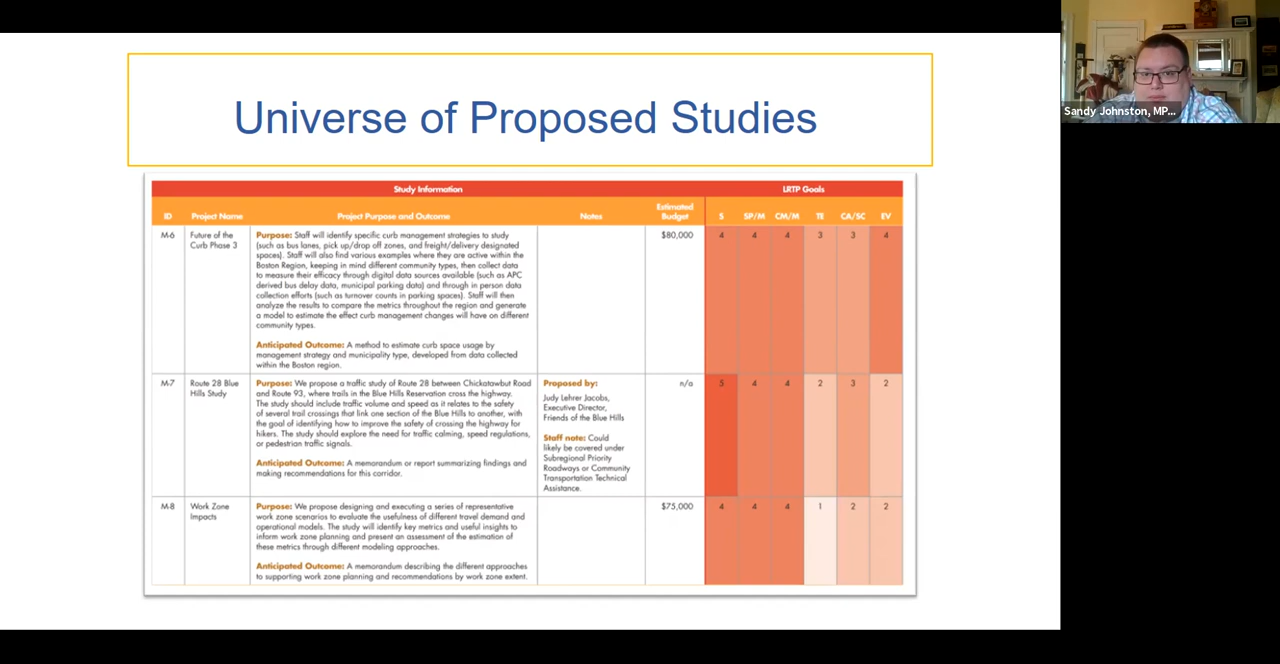 Universe of Proposed Studies
Sandy Johnston, MP...
Study Information
LRTP Goals
ID
Project Name
Project Purpose and Outcome
Notes
Estimated
Budget
S
SP/M
CM/M
TE
CA/SC
EV
M-6
Future of the
Curb Phase 3
Purpose: Staff will identify specific curb management strategies to study
(such as bus lanes, pick up/drop off zones, and freight/delivery designated
spaces). Staff will also find various examples where they are active within the
Boston Region, keeping in mind different community types, then collect data
to measure their efficacy through digital data sources available (such as APC
derived bus delay data, municipal parking data) and through in person data
collection efforts (such as turnover counts in parking spaces). Staff will then
analyze the results to compare the metrics throughout the region and generate
a model to estimate the effect curb management changes will have on different
community types.
Anticipated Outcome: A method to estimate curb space usage by
management strategy and municipality type, developed from data collected
within the Boston region.
$80,000
4
4
4
3
3
4
M-7
Route 28 Blue
Hills Study
Purpose: We propose a traffic study of Route 28 between Chickatawbut Road
and Route 93, where trails in the Blue Hills Reservation cross the highway.
The study should include traffic volume and speed as it relates to the safety
of several trail crossings that link one section of the Blue Hills to another, with
the goal of identifying how to improve the safety of crossing the highway for
hikers. The study should explore the need for traffic calming, speed regulations,
or pedestrian traffic signals.
Anticipated Outcome: A memorandum or report summarizing findings and
making recommendations for this corridor.
Proposed by:
Judy Lehrer Jacobs,
Executive Director,
Friends of the Blue Hills
Staff note: Could
likely be covered under
Subregional Priority
Roadways or Community
Transportation Technical
Assistance.
n/a
5
4
4
2
3
2
M-8
Work Zone
Impacts
Purpose: We propose designing and executing a series of representative
work zone scenarios to evaluate the usefulness of different travel demand and
operational models. The study will identify key metrics and useful insights to
inform work zone planning and present an assessment of the estimation of
these metrics through different modeling approaches.
Anticipated Outcome: A memorandum describing the different approaches
to supporting work zone planning and recommendations by work zone extent.
$75,000
4
4
4
1
2
2